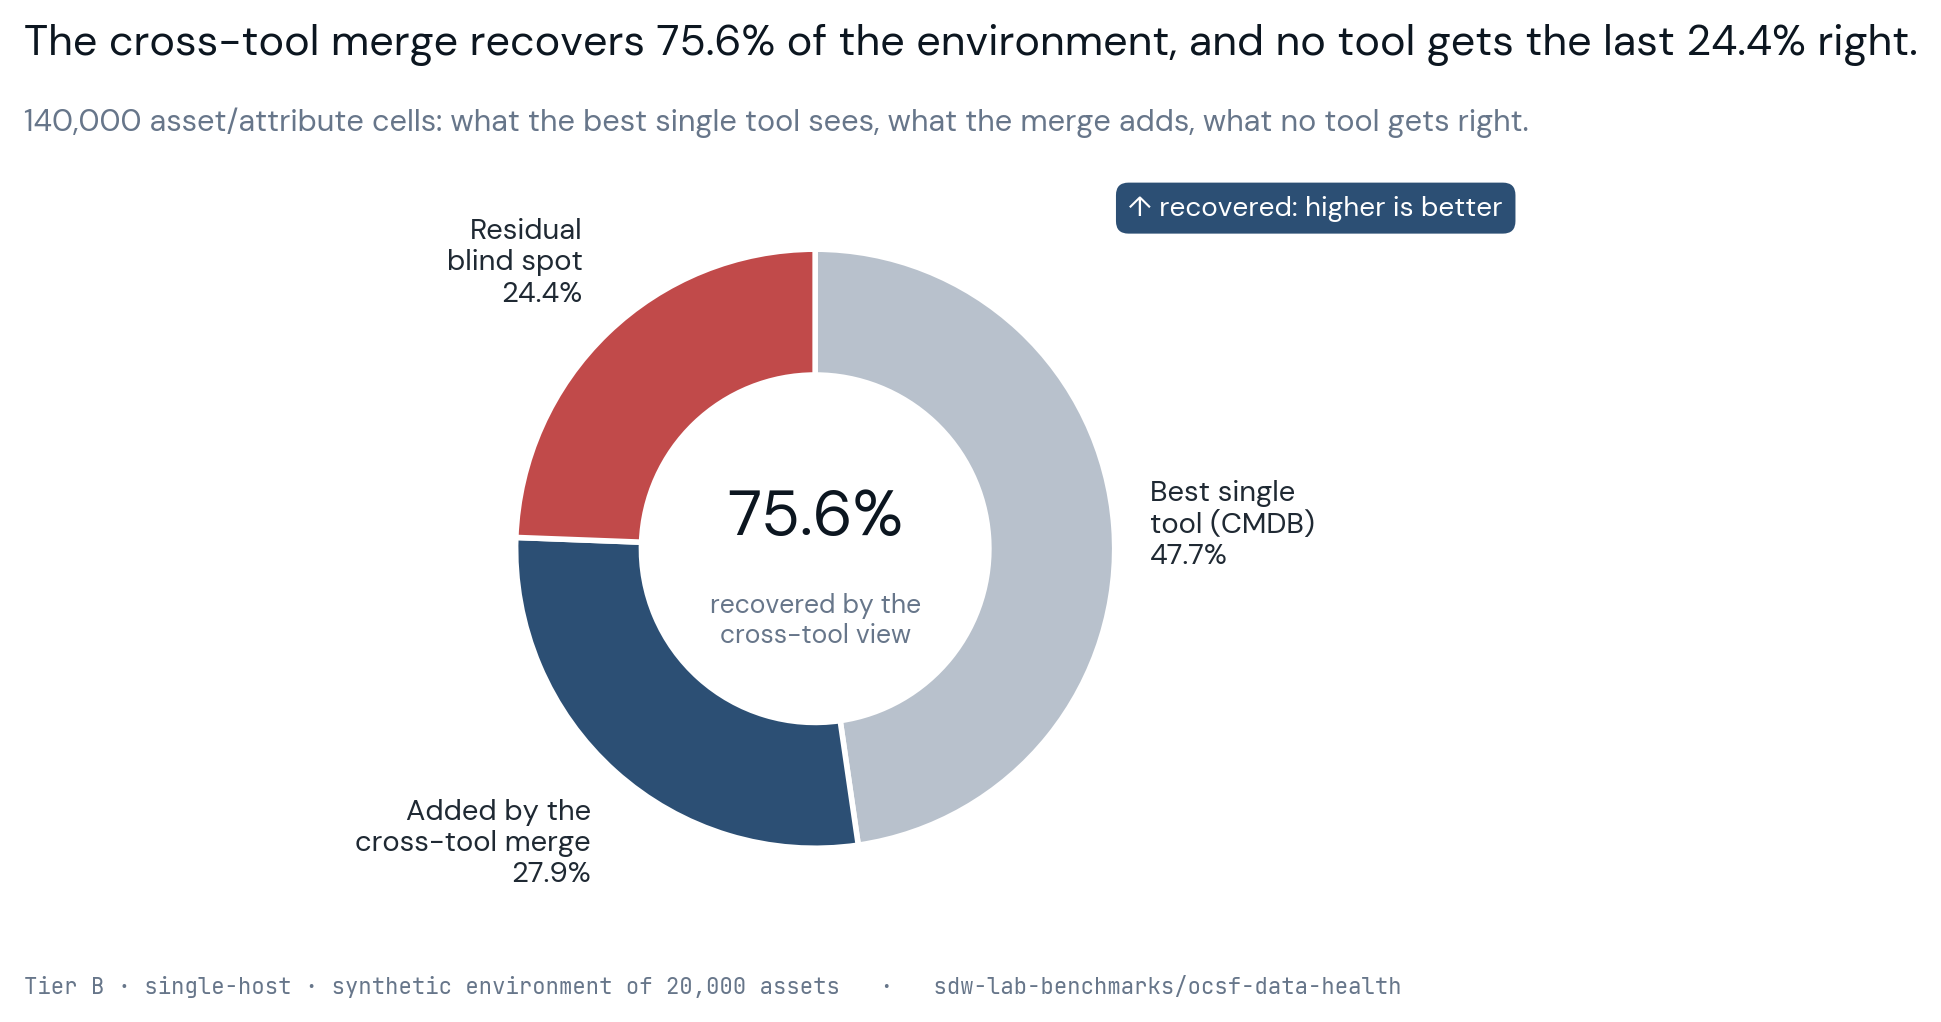 The cross-tool merge recovers 75.6% of the environment, and no tool gets the last 24.4% right.
140,000 asset/attribute cells: what the best single tool sees, what the merge adds, what no tool gets right.
↑ recovered: higher is better
Residual
blind spot
24.4%
Best single
tool (CMDB)
47.7%
75.6%
recovered by the
cross-tool view
Added by the
cross-tool merge
27.9%
Tier B · single-host · synthetic environment of 20,000 assets · sdw-lab-benchmarks/ocsf-data-health